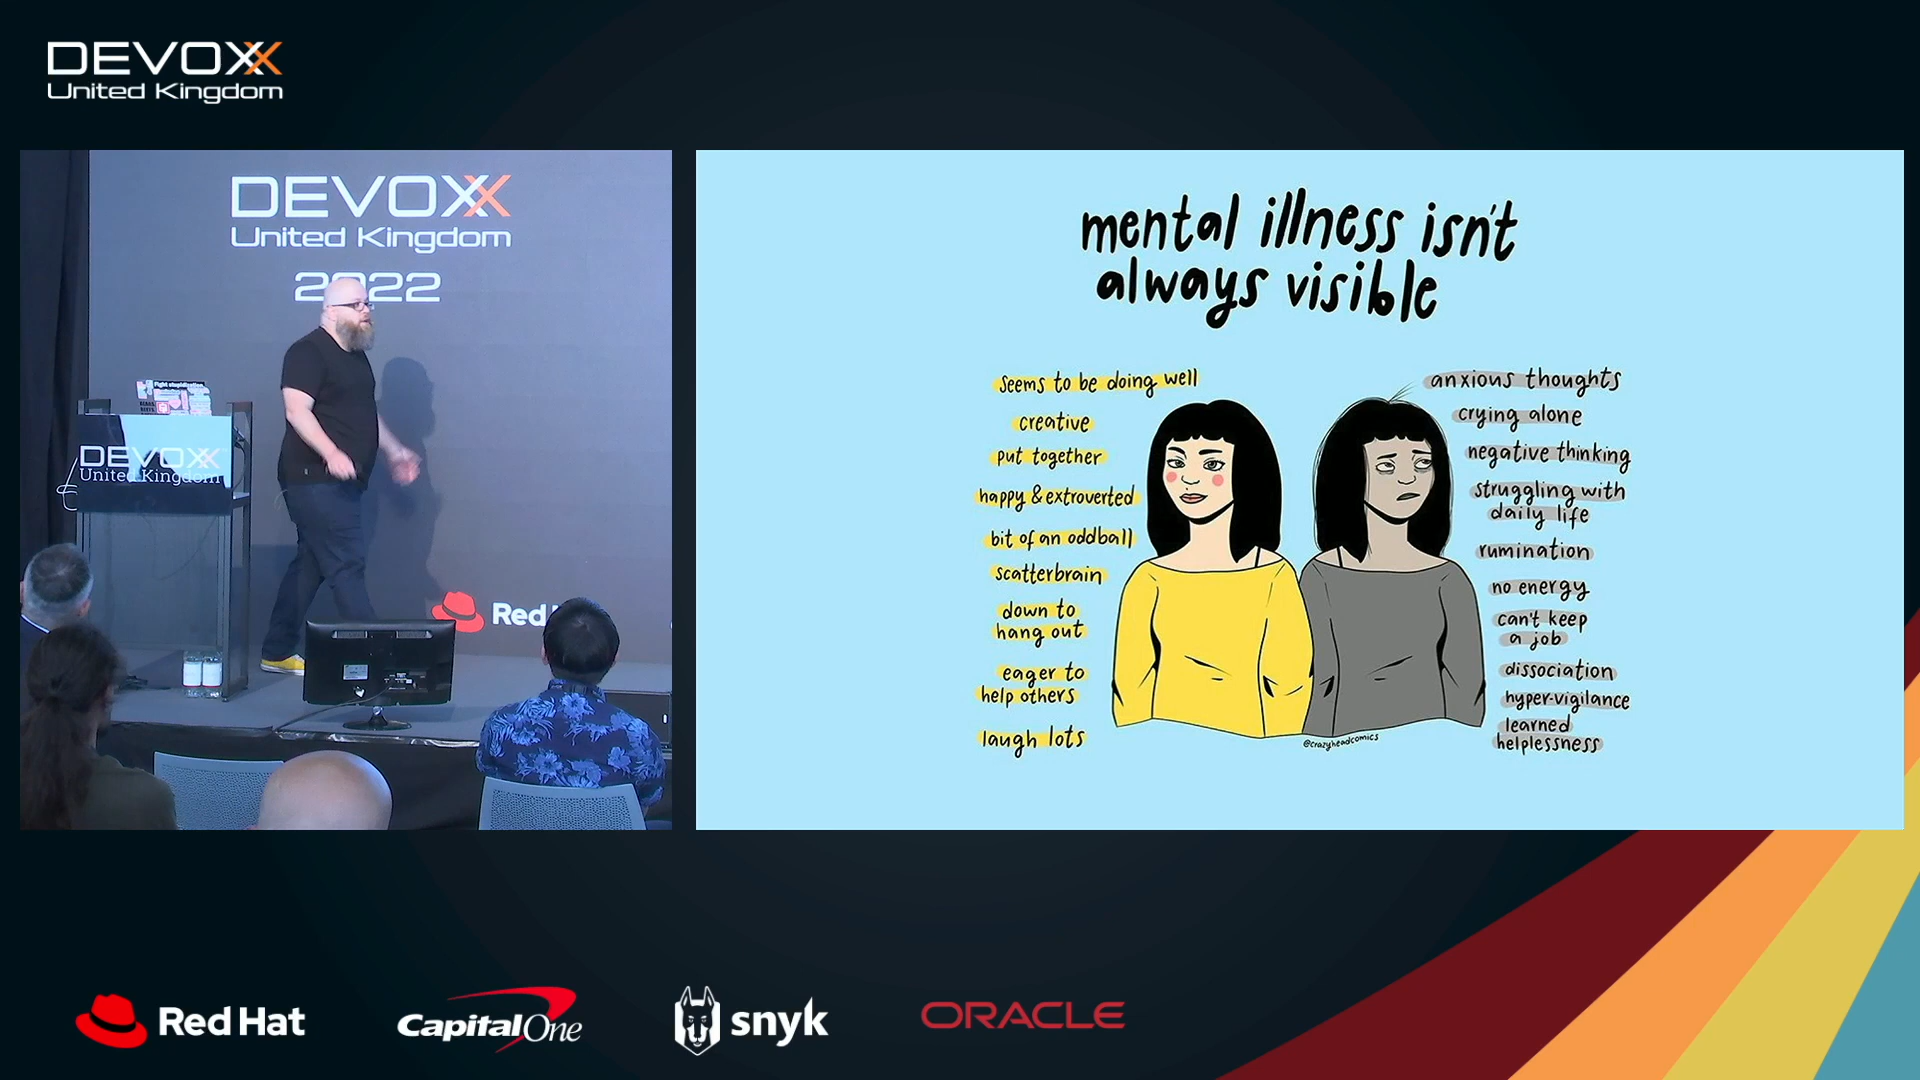 DEVOXX
United Kingdom
DEVOXX
United Kingdom
2022
Fight stupidization
DEVOXX
United Kingdom
Red
mental illness isn't
always visible
seems to be doing well
creative
put together
happy & extroverted
bit of an oddball
scatterbrain
down to
hang out
eager to
help others
laugh lots
anxious thoughts
crying alone
negative thinking
struggling with
daily life
rumination
no energy
can't keep
a job
dissociation
hyper-vigilance
learned
helplessness
@crazyheadcomics
Red Hat
Capital One
snyk
ORACLE